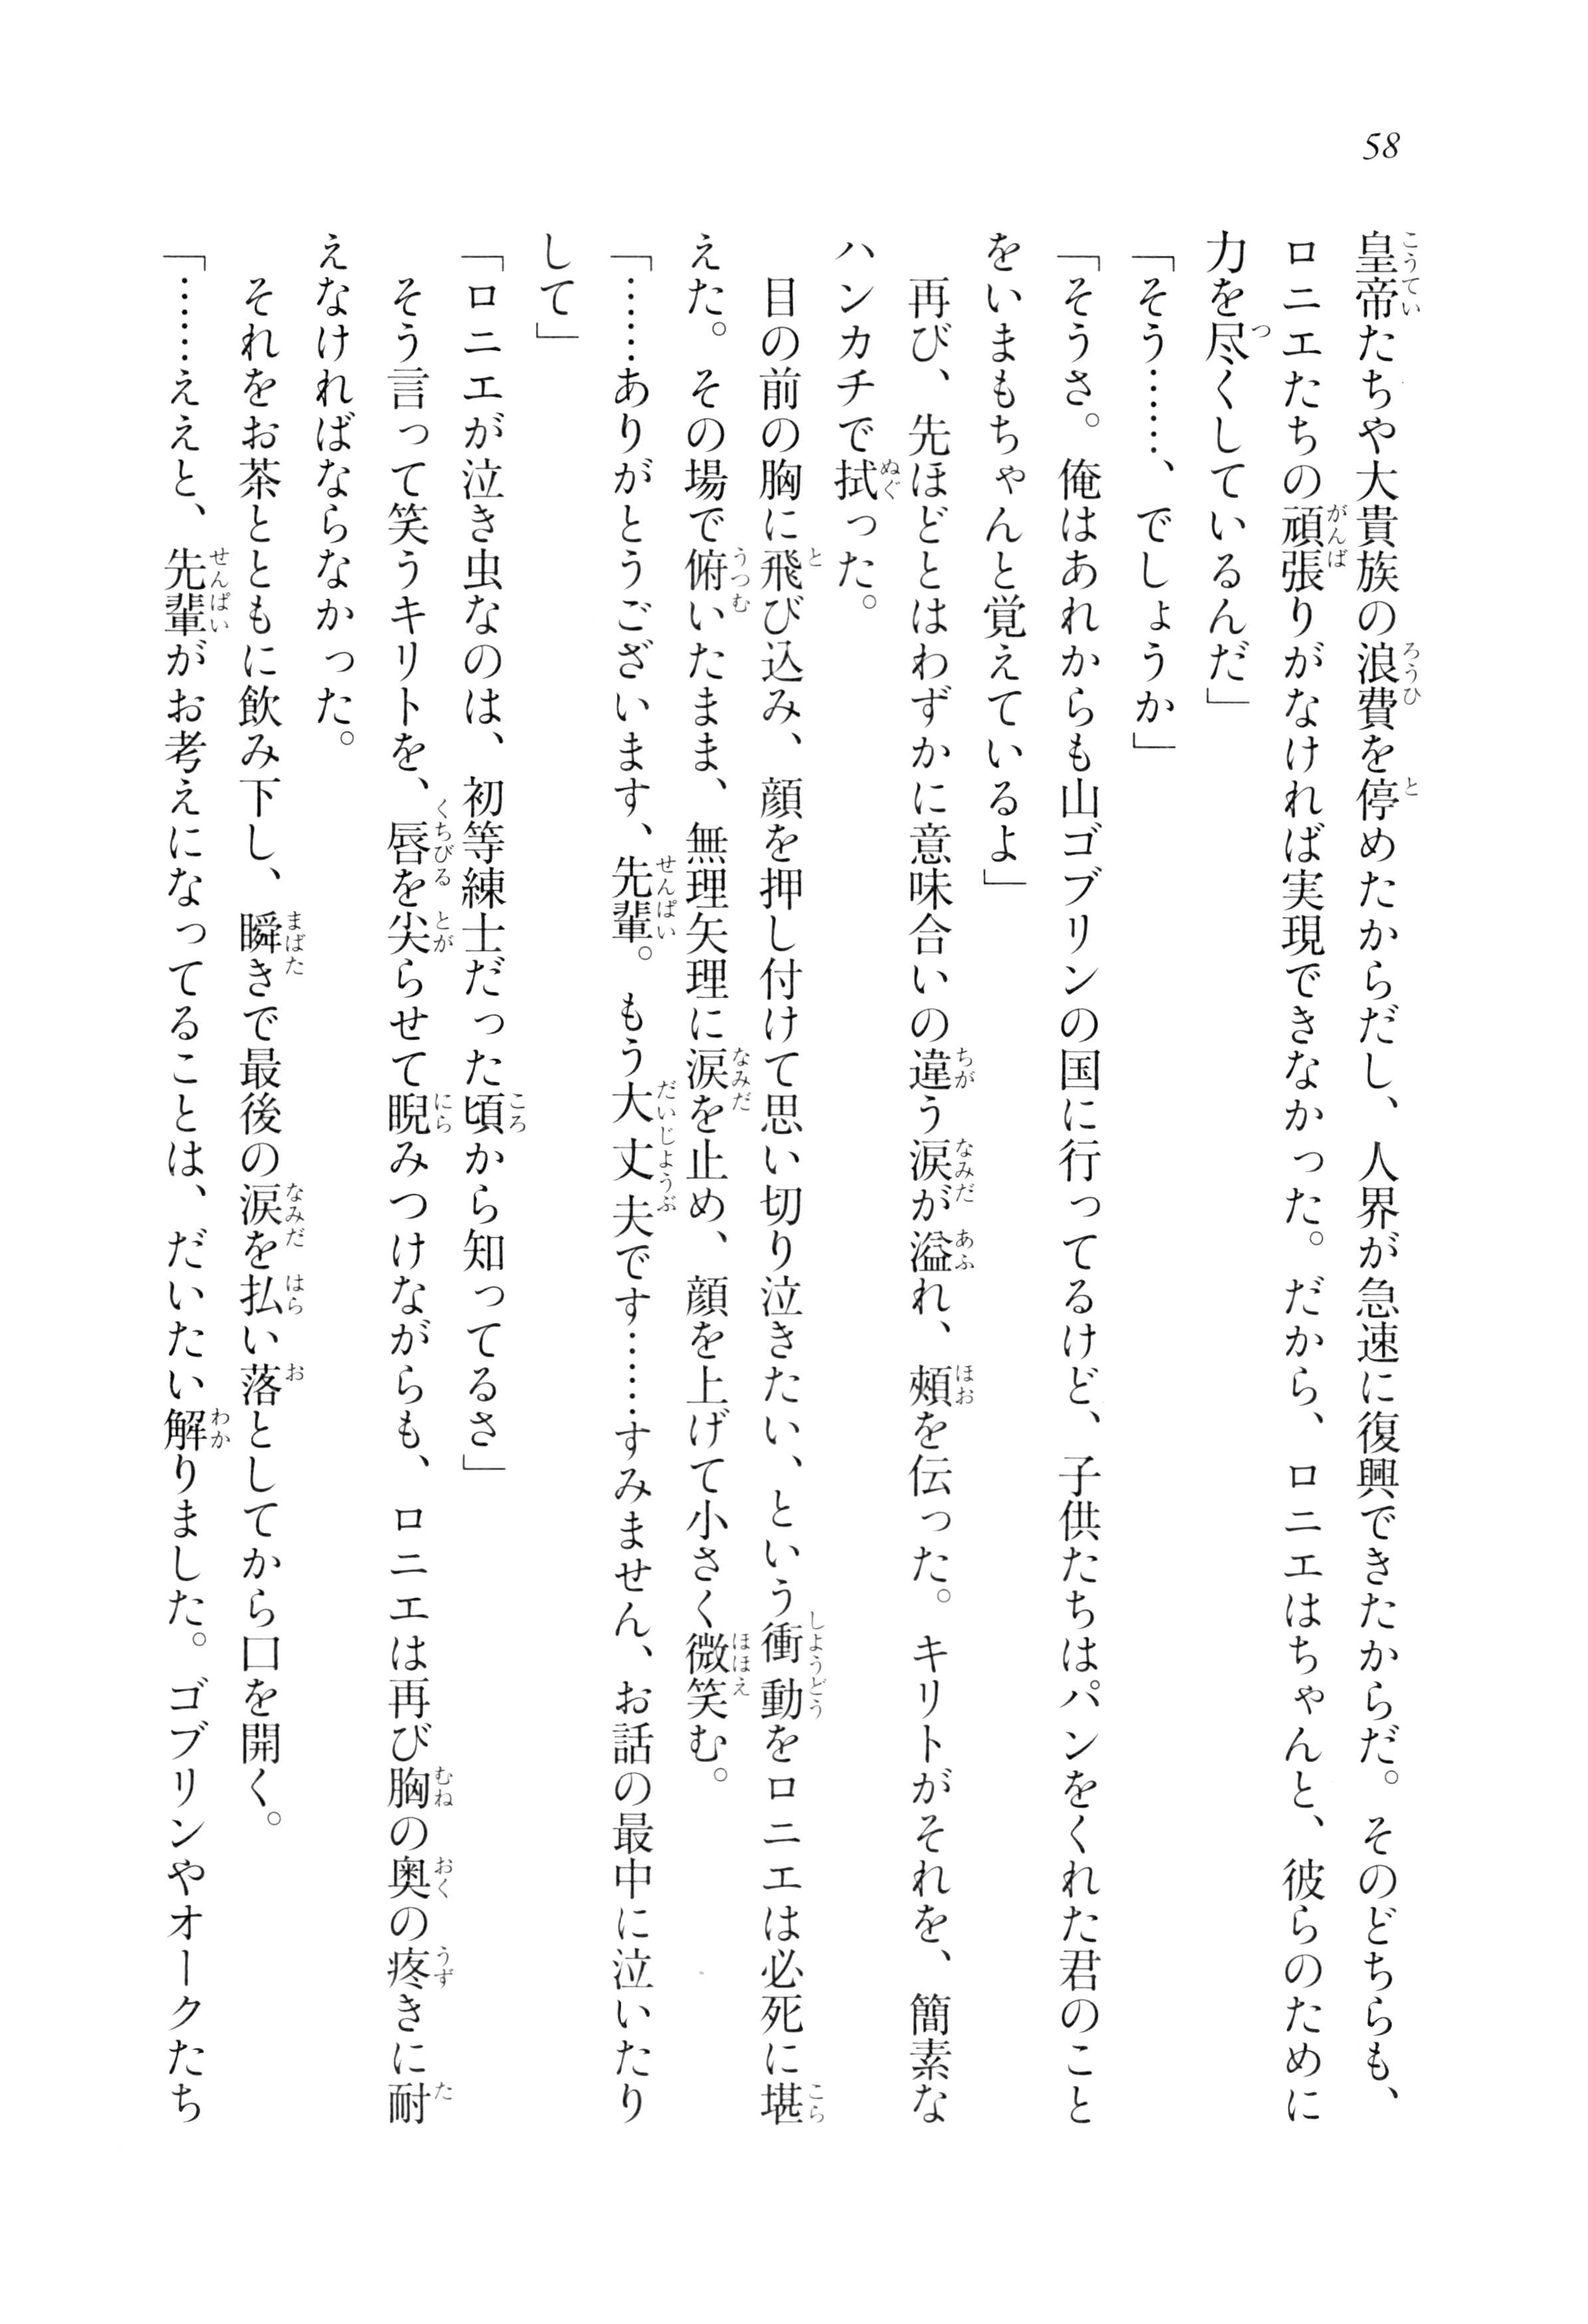 58
皇帝たちや大貴族の浪費を停めたからだし、人界が急速に復興できたからだ。そのどちらも、
ロニエたちの頑張りがなければ実現できなかった。だから、ロニエはちゃんと、彼らのために
力を尽くしているんだ」
「そう……、でしょうか」
「そうさ。俺はあれからも山ゴブリンの国に行ってるけど、子供たちはパンをくれた君のこと
をいまもちゃんと覚えているよ」
再び、先ほどとはわずかに意味合いの違う涙が溢れ、頰を伝った。キリトがそれを、簡素な
ハンカチで拭った。
目の前の胸に飛び込み、顔を押し付けて思い切り泣きたい、という衝動をロニエは必死に堪
えた。その場で俯いたまま、無理矢理に涙を止め、顔を上げて小さく微笑む。
「……ありがとうございます、先輩。もう大丈夫です……すみません、お話の最中に泣いたり
して」
「ロニエが泣き虫なのは、初等練士だった頃から知ってるさ」
そう言って笑うキリトを、唇を尖らせて睨みつけながらも、ロニエは再び胸の奥の疼きに耐
えなければならなかった。
それをお茶とともに飲み下し、瞬きで最後の涙を払い落としてから口を開く。
「……ええと、先輩がお考えになってることは、だいたい解りました。ゴブリンやオークたち